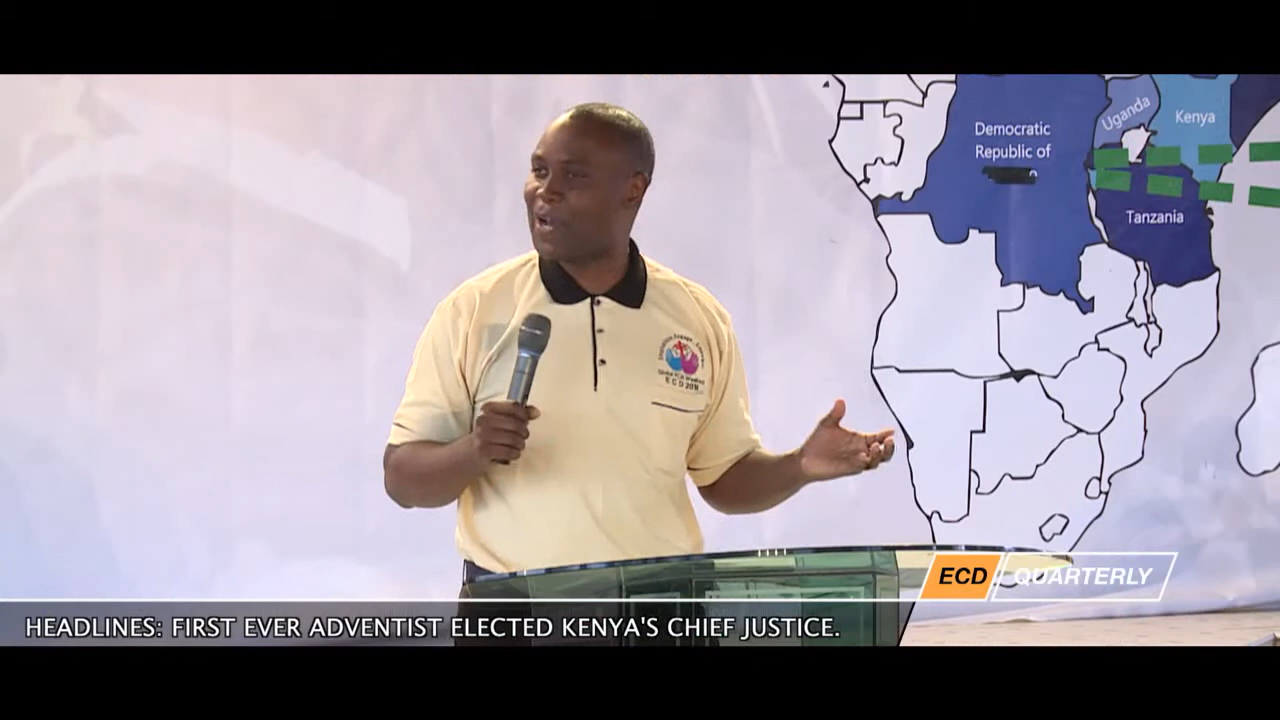 Democratic
Republic of
Uganda
Kenya
Tanzania
ECD QUARTERLY
HEADLINES: FIRST EVER ADVENTIST ELECTED KENYA'S CHIEF JUSTICE.